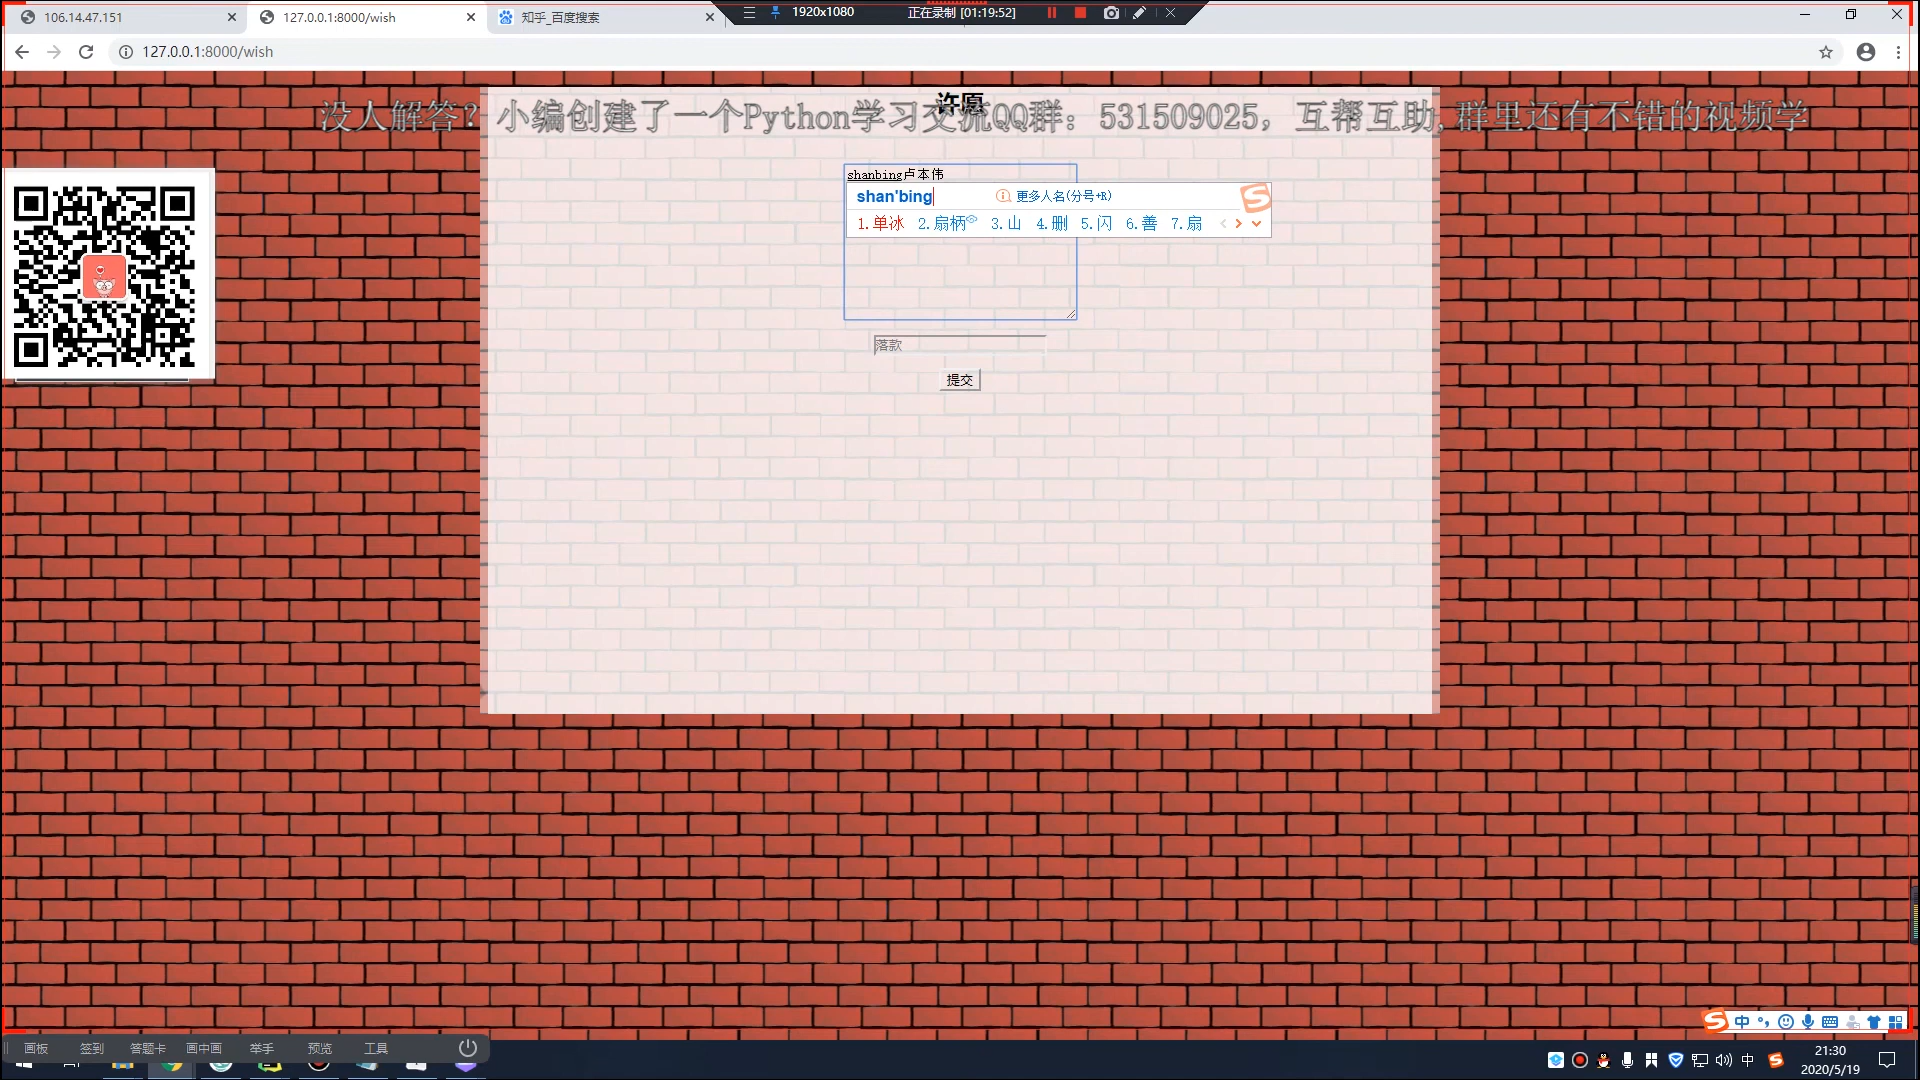 106.14.47.151
127.0.0.1:8000/wish
知乎_百度搜索
1920x1080
正在录制 [01:19:52]
127.0.0.1:8000/wish
许愿
没人解答？小编创建了一个Python学习交流QQ群：531509025，互帮互助,群里还有不错的视频学
shanbing卢本伟
shan'bing
更多人名(分号+R)
1.单冰 2.扇柄 3.山 4.删 5.闪 6.善 7.扇
落款
提交
中
画板 签到 答题卡 画中画 举手 预览 工具
中
21:30
2020/5/19